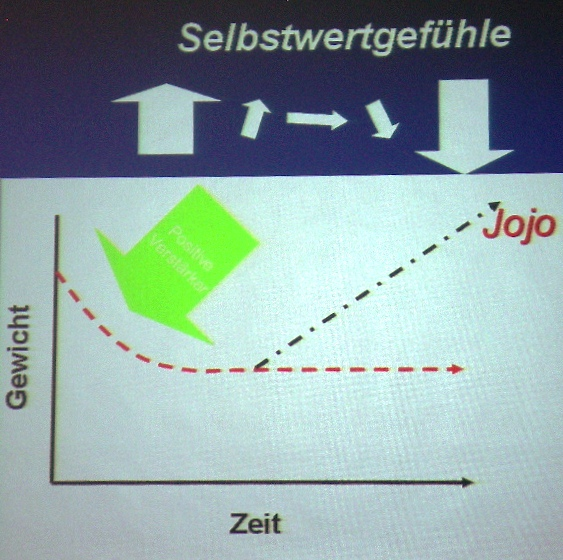 Selbstwertgefühle
Positive
Verstärker
Jojo
Gewicht
Zeit